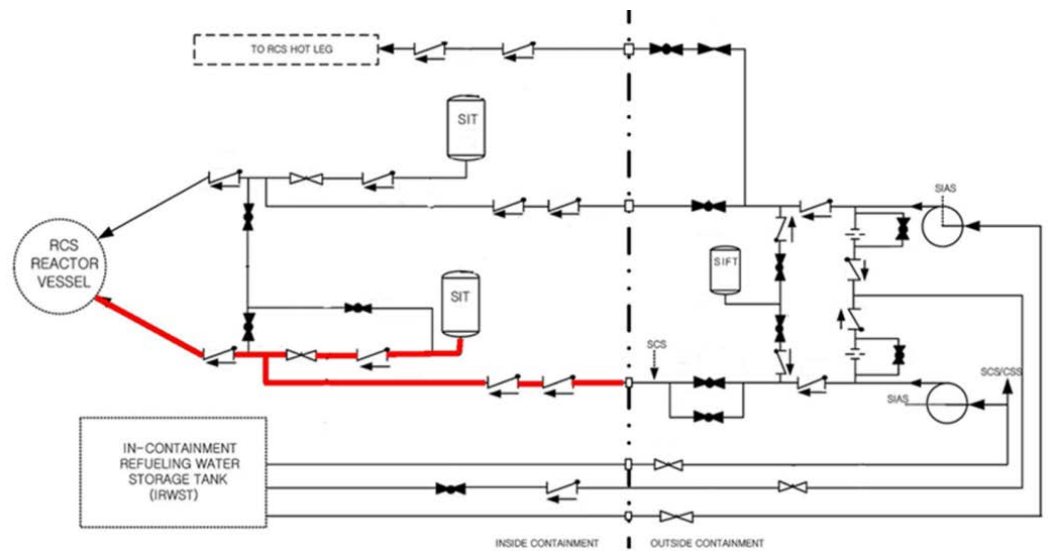 TO RCS HOT LEG
SIT
SIAS
RCS
REACTOR
VESSEL
SIFT
SIT
SCS
SCS/CSS
SIAS
IN-CONTAINMENT
REFUELING WATER
STORAGE TANK
(IRWST)
INSIDE CONTAINMENT
OUTSIDE CONTAINMENT